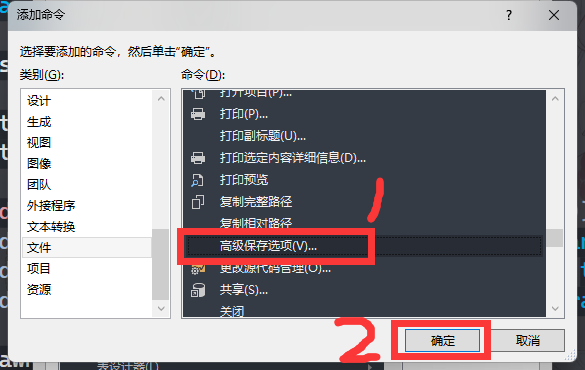 添加命令
选择要添加的命令，然后单击“确定”。
类别(G):
命令(D):
设计
生成
视图
图像
团队
外接程序
文本转换
文件
项目
资源
打开项目(P)...
打印(P)...
打印副标题(U)...
打印选定内容详细信息(D)...
打印预览
复制完整路径
复制相对路径
高级保存选项(V)...
更改源代码管理(O)...
共享(S)...
关闭
1
2
确定
取消
表设计器(L)